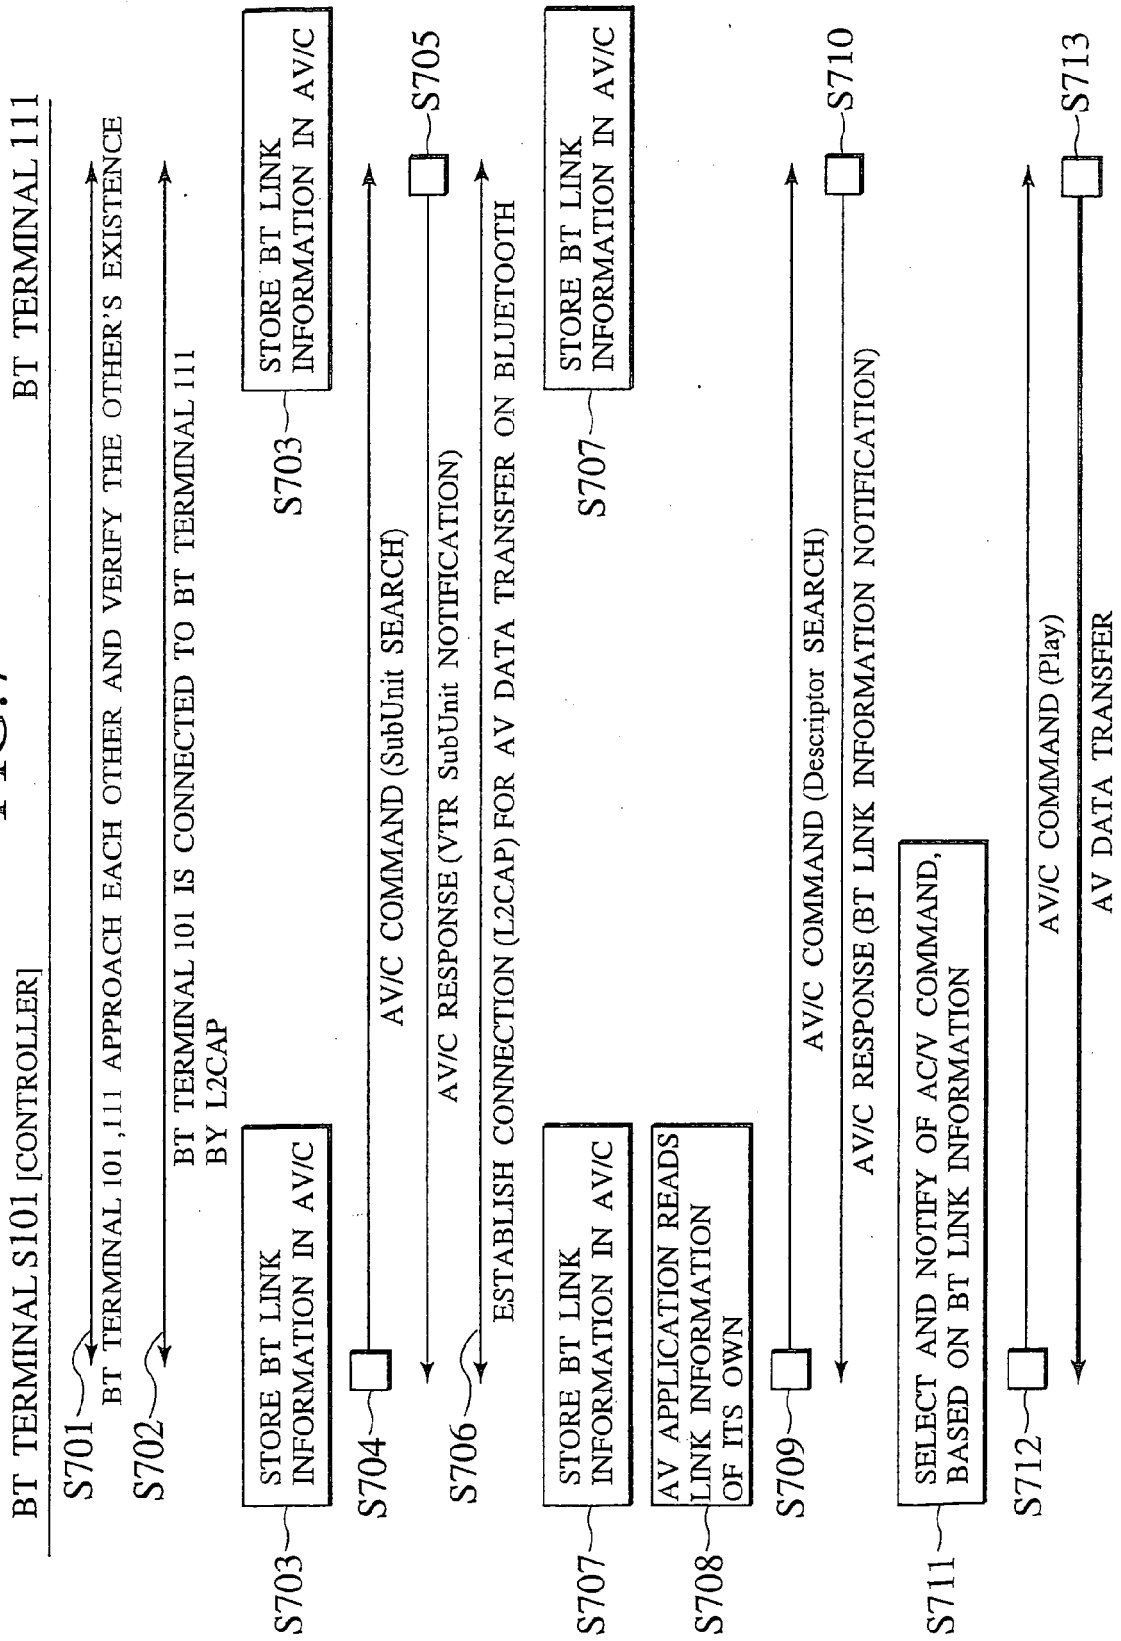 FIG.7
BT TERMINAL S101 [CONTROLLER]
BT TERMINAL 111
S701
BT TERMINAL 101 ,111 APPROACH EACH OTHER AND VERIFY THE OTHER'S EXISTENCE
S702
BT TERMINAL 101 IS CONNECTED TO BT TERMINAL 111
BY L2CAP
S703
STORE BT LINK
INFORMATION IN AV/C
S703
STORE BT LINK
INFORMATION IN AV/C
S704
AV/C COMMAND (SubUnit SEARCH)
S705
AV/C RESPONSE (VTR SubUnit NOTIFICATION)
S706
ESTABLISH CONNECTION (L2CAP) FOR AV DATA TRANSFER ON BLUETOOTH
S707
STORE BT LINK
INFORMATION IN AV/C
S707
STORE BT LINK
INFORMATION IN AV/C
S708
AV APPLICATION READS
LINK INFORMATION
OF ITS OWN
S709
AV/C COMMAND (Descriptor SEARCH)
S710
AV/C RESPONSE (BT LINK INFORMATION NOTIFICATION)
S711
SELECT AND NOTIFY OF AC/V COMMAND,
BASED ON BT LINK INFORMATION
S712
AV/C COMMAND (Play)
S713
AV DATA TRANSFER